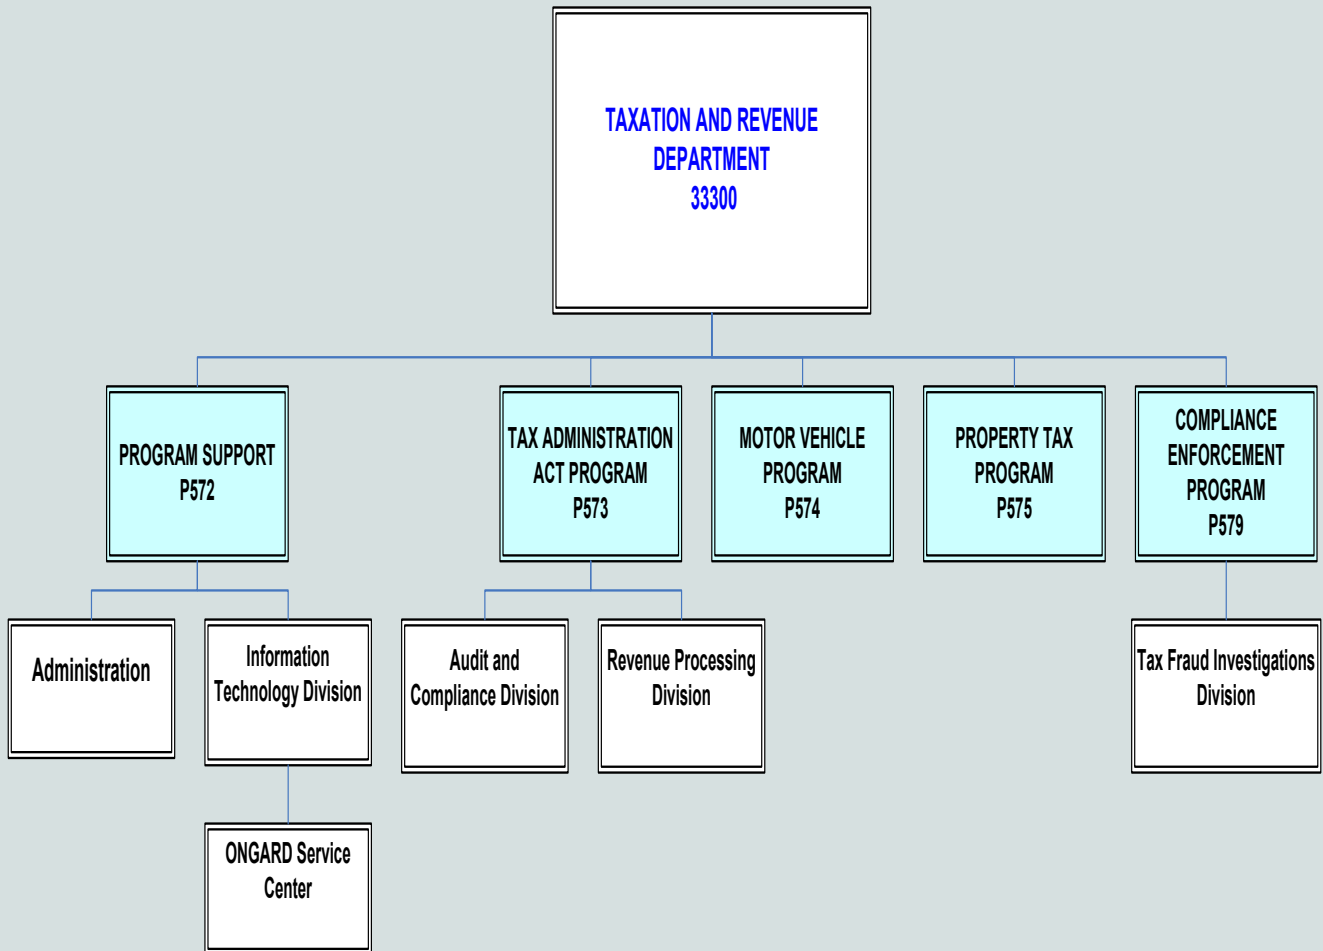 TAXATION AND REVENUE
DEPARTMENT
33300
PROGRAM SUPPORT
P572
TAX ADMINISTRATION
ACT PROGRAM
P573
MOTOR VEHICLE
PROGRAM
P574
PROPERTY TAX
PROGRAM
P575
COMPLIANCE
ENFORCEMENT
PROGRAM
P579
Administration
Information
Technology Division
Audit and
Compliance Division
Revenue Processing
Division
Tax Fraud Investigations
Division
ONGARD Service
Center